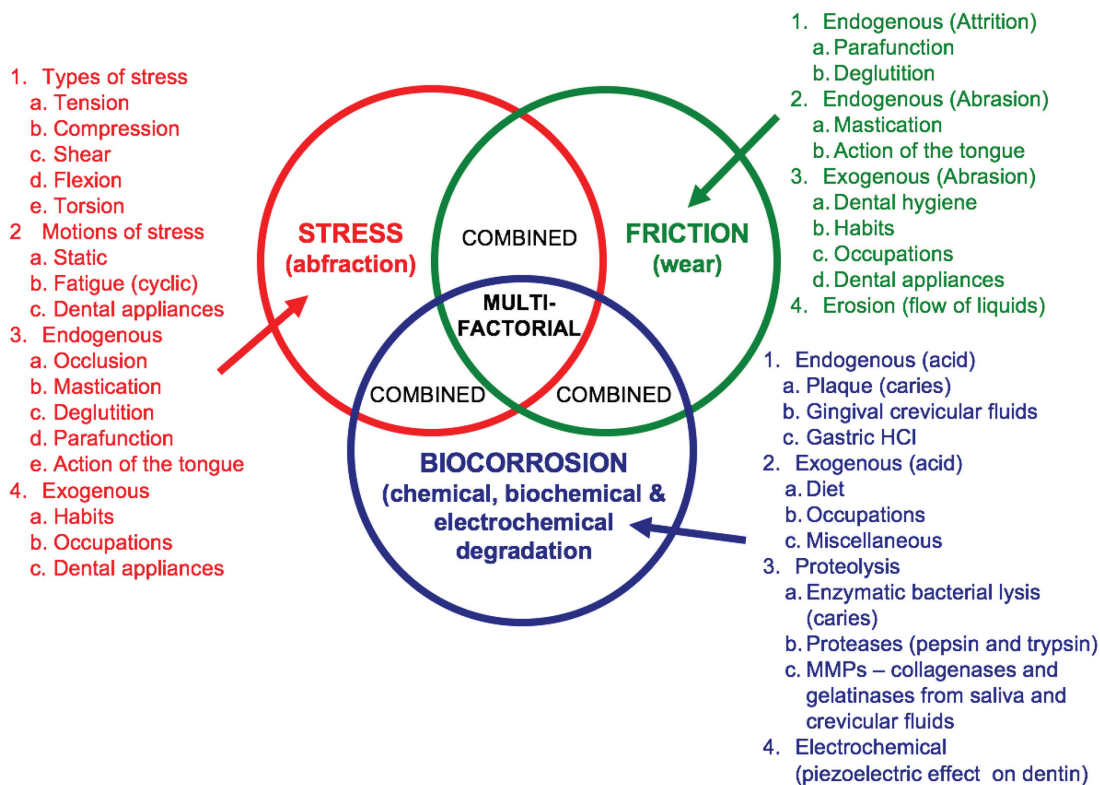 1. Types of stress
a. Tension
b. Compression
c. Shear
d. Flexion
e. Torsion
2 Motions of stress
a. Static
b. Fatigue (cyclic)
c. Dental appliances
3. Endogenous
a. Occlusion
b. Mastication
c. Deglutition
d. Parafunction
e. Action of the tongue
4. Exogenous
a. Habits
b. Occupations
c. Dental appliances
STRESS
(abfraction)
COMBINED
FRICTION
(wear)
MULTI-
FACTORIAL
COMBINED
COMBINED
BIOCORROSION
(chemical, biochemical &
electrochemical
degradation
1. Endogenous (Attrition)
a. Parafunction
b. Deglutition
2. Endogenous (Abrasion)
a. Mastication
b. Action of the tongue
3. Exogenous (Abrasion)
a. Dental hygiene
b. Habits
c. Occupations
d. Dental appliances
4. Erosion (flow of liquids)
1. Endogenous (acid)
a. Plaque (caries)
b. Gingival crevicular fluids
c. Gastric HCl
2. Exogenous (acid)
a. Diet
b. Occupations
c. Miscellaneous
3. Proteolysis
a. Enzymatic bacterial lysis
(caries)
b. Proteases (pepsin and trypsin)
c. MMPs – collagenases and
gelatinases from saliva and
crevicular fluids
4. Electrochemical
(piezoelectric effect on dentin)